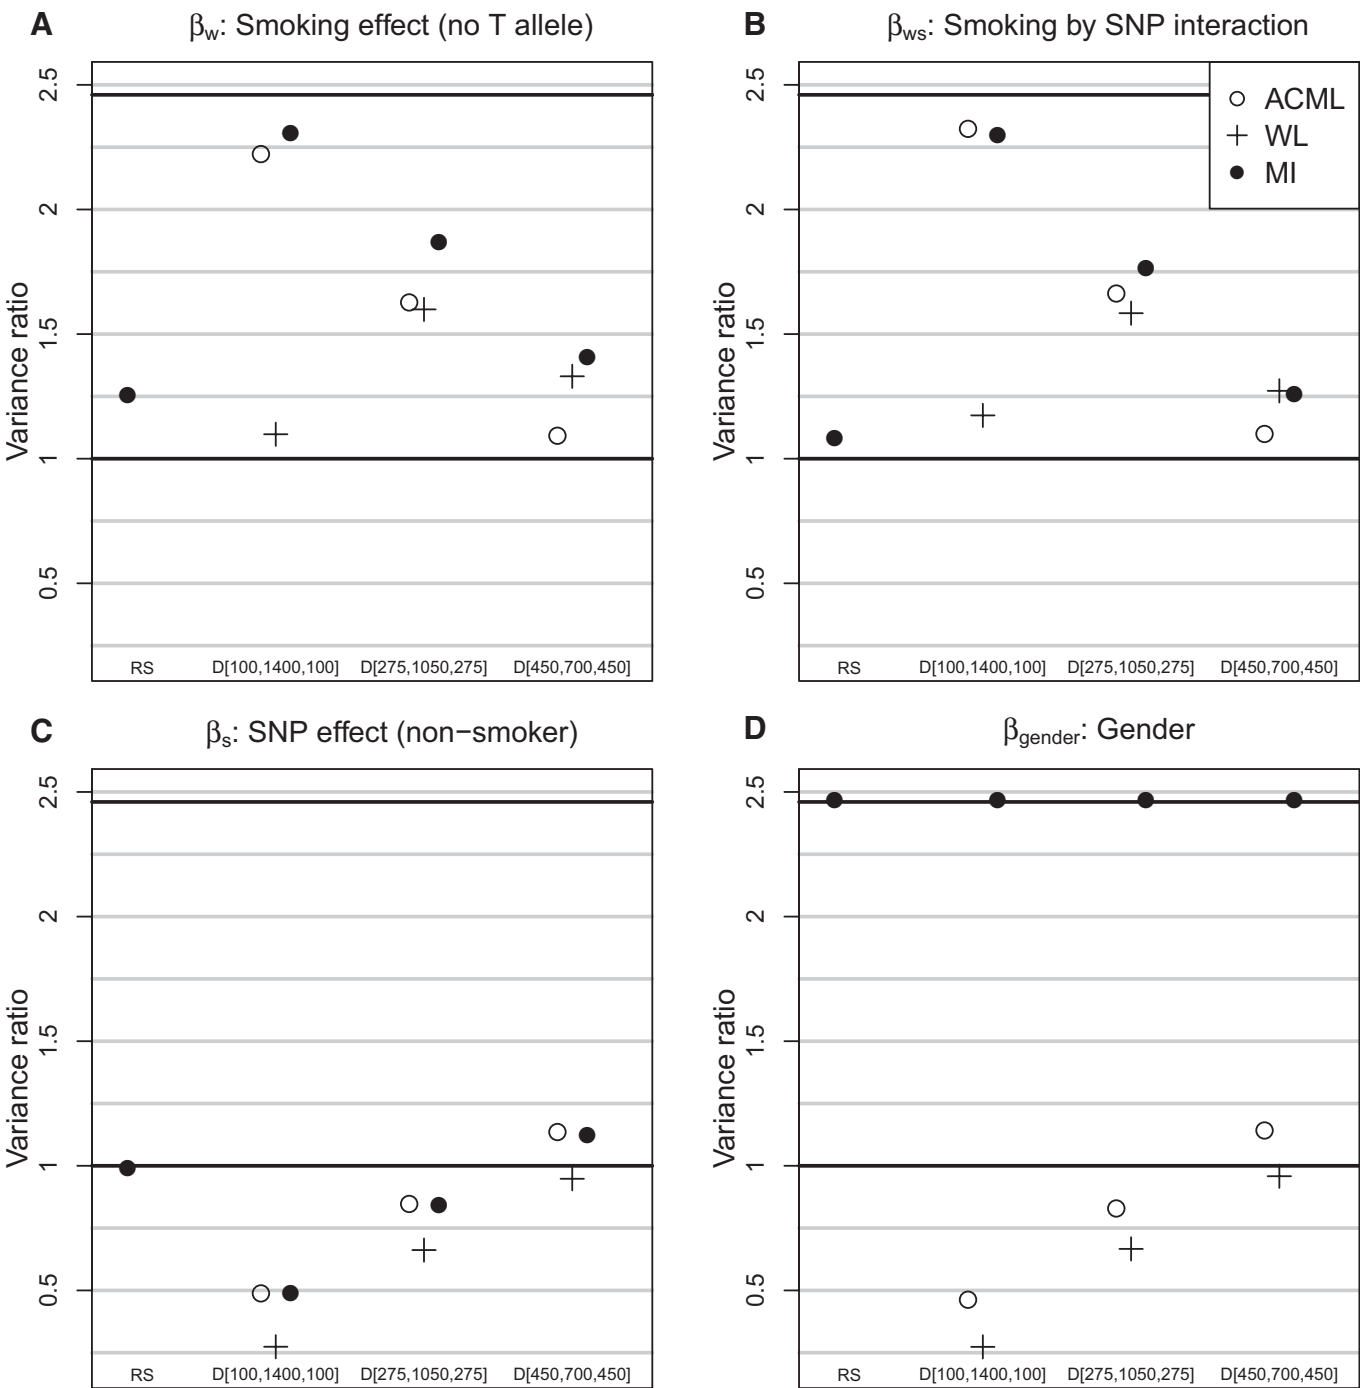 A
βw: Smoking effect (no T allele)
Variance ratio
2.5
2
1.5
1
0.5
RS
D[100,1400,100]
D[275,1050,275]
D[450,700,450]
B
βws: Smoking by SNP interaction
Variance ratio
2.5
2
1.5
1
0.5
ACML
WL
MI
RS
D[100,1400,100]
D[275,1050,275]
D[450,700,450]
C
βs: SNP effect (non−smoker)
Variance ratio
2.5
2
1.5
1
0.5
RS
D[100,1400,100]
D[275,1050,275]
D[450,700,450]
D
βgender: Gender
Variance ratio
2.5
2
1.5
1
0.5
RS
D[100,1400,100]
D[275,1050,275]
D[450,700,450]